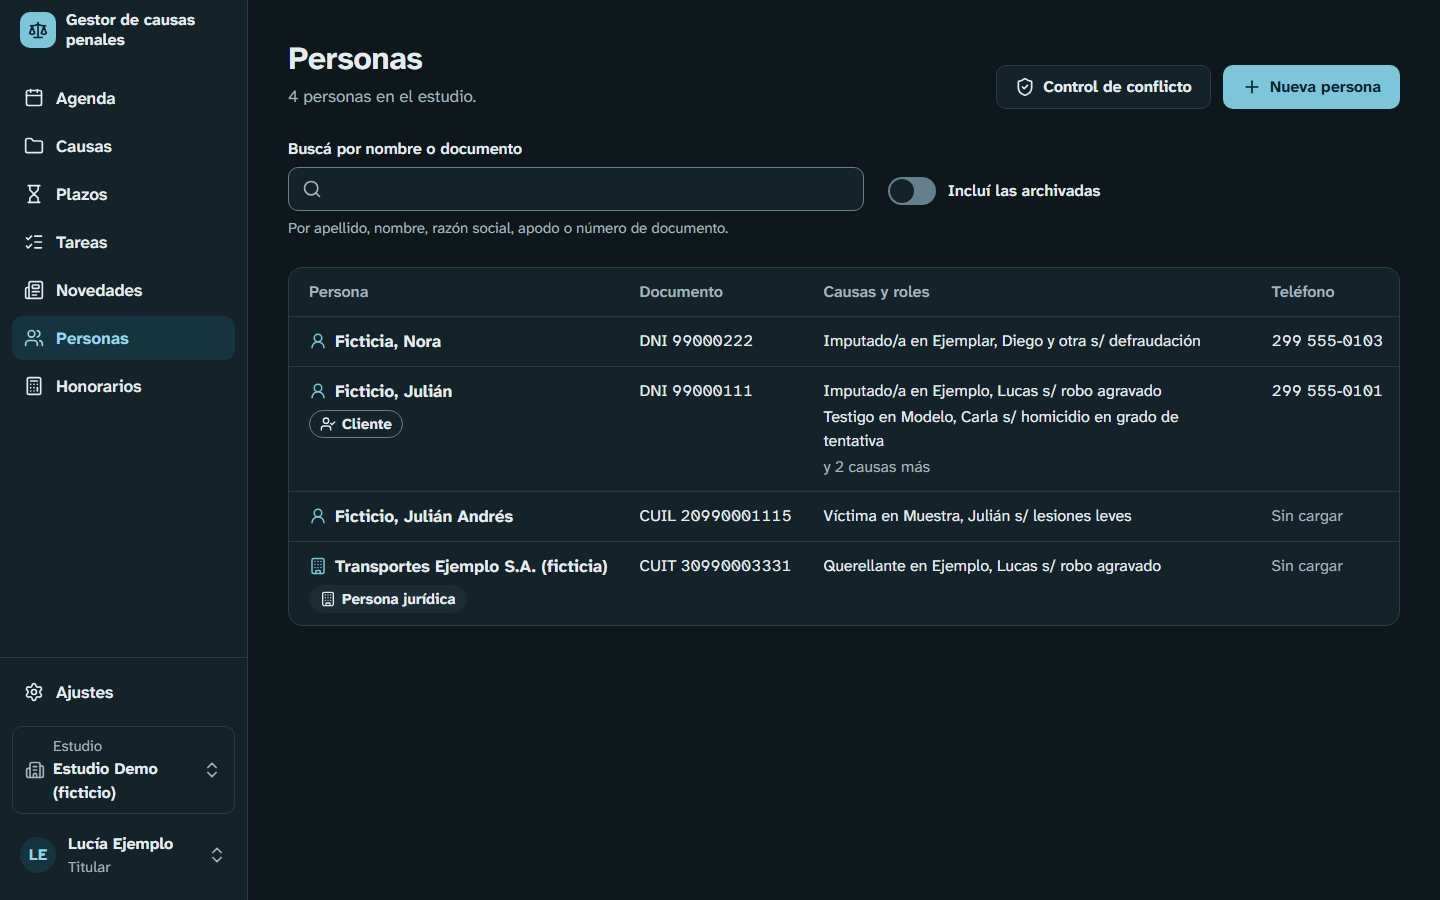 Gestor de causas
penales
Agenda
Causas
Plazos
Tareas
Novedades
Personas
Honorarios
Ajustes
Estudio
Estudio Demo
(ficticio)
LE
Lucía Ejemplo
Titular
Personas
4 personas en el estudio.
Control de conflicto
Nueva persona
Buscá por nombre o documento
Incluí las archivadas
Por apellido, nombre, razón social, apodo o número de documento.
Persona Documento Causas y roles Teléfono
Ficticia, Nora DNI 99000222 Imputado/a en Ejemplar, Diego y otra s/ defraudación 299 555-0103
Ficticio, Julián DNI 99000111 Imputado/a en Ejemplo, Lucas s/ robo agravado 299 555-0101
Cliente Testigo en Modelo, Carla s/ homicidio en grado de
tentativa
y 2 causas más
Ficticio, Julián Andrés CUIL 20990001115 Víctima en Muestra, Julián s/ lesiones leves Sin cargar
Transportes Ejemplo S.A. (ficticia) CUIT 30990003331 Querellante en Ejemplo, Lucas s/ robo agravado Sin cargar
Persona jurídica